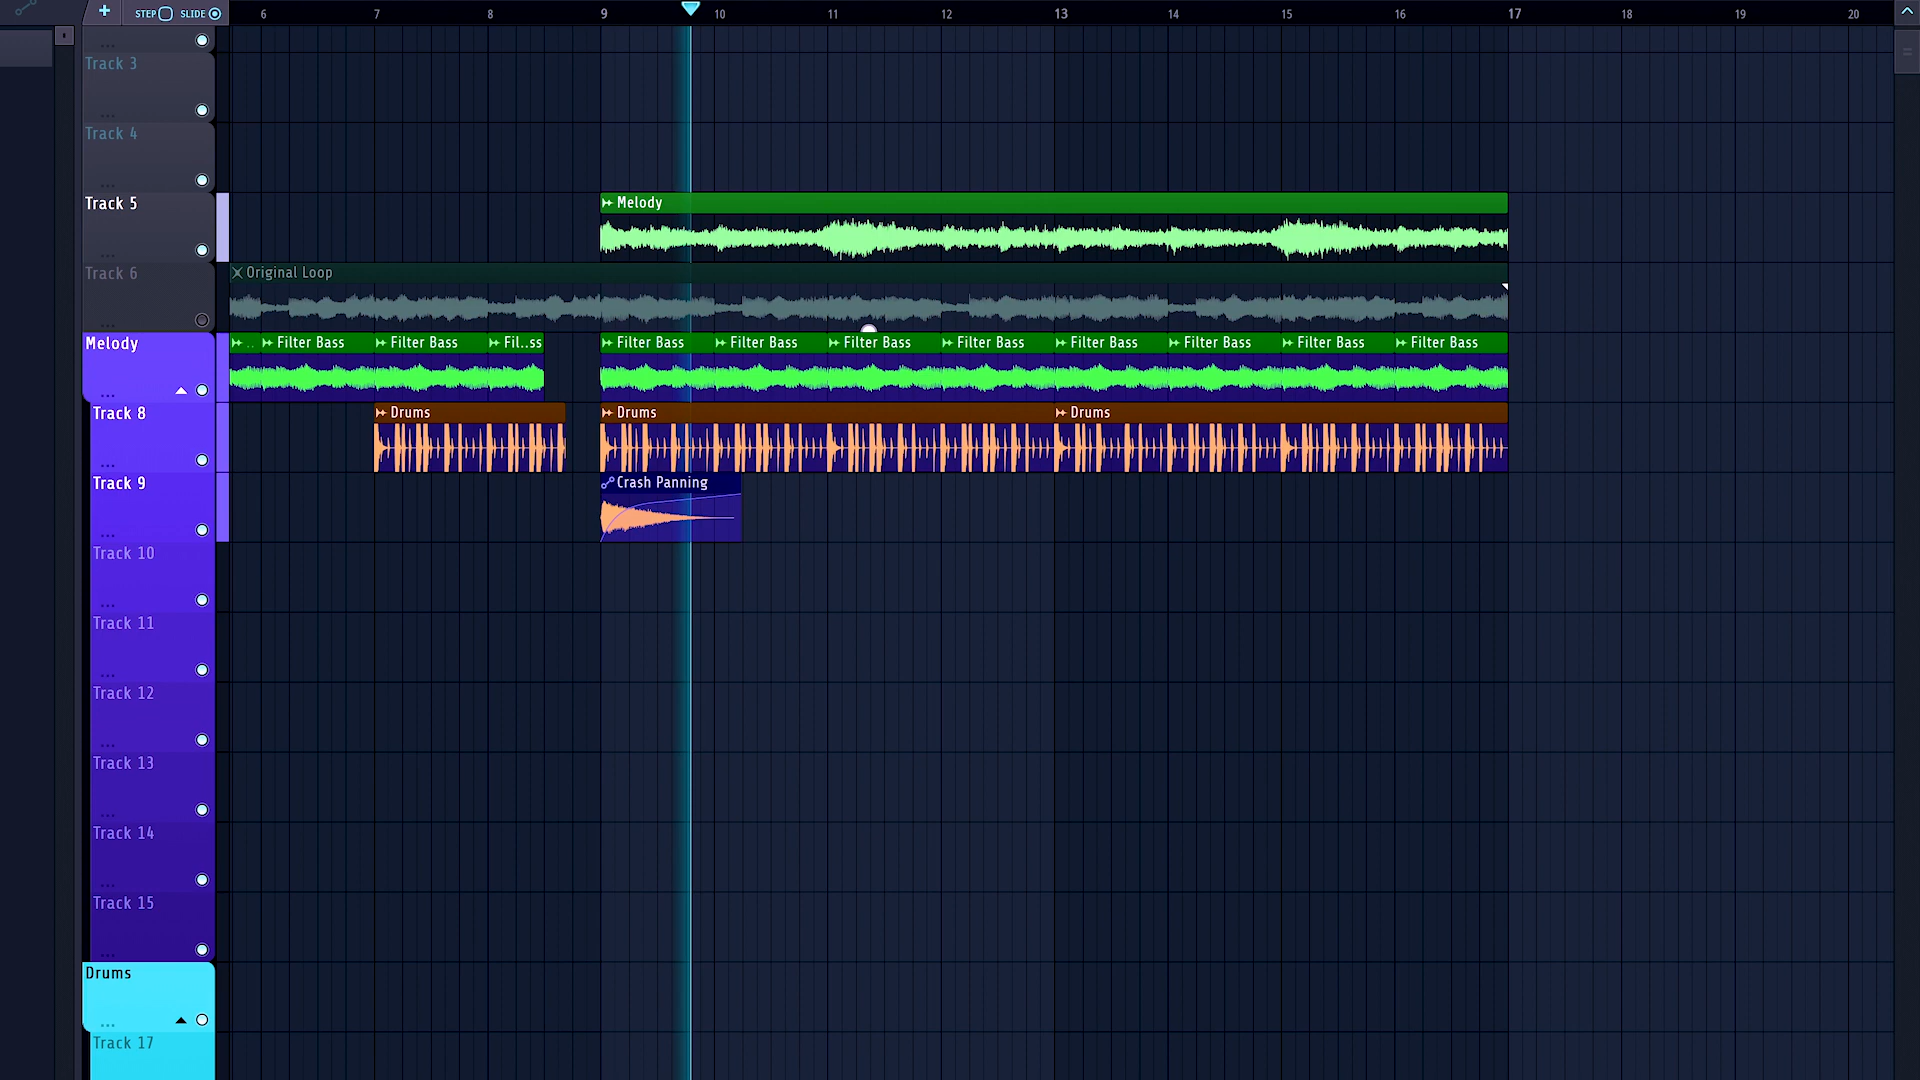 STEP SLIDE 6 7 8 9 10 11 12 13 14 15 16 17 18 19 20
Track 3
Track 4
Track 5
Melody
Track 6
Original Loop
Melody
.. Filter Bass Filter Bass Fil..ss Filter Bass Filter Bass Filter Bass Filter Bass Filter Bass Filter Bass Filter Bass Filter Bass
Track 8
Drums Drums Drums
Track 9
Crash Panning
Track 10
Track 11
Track 12
Track 13
Track 14
Track 15
Drums
Track 17